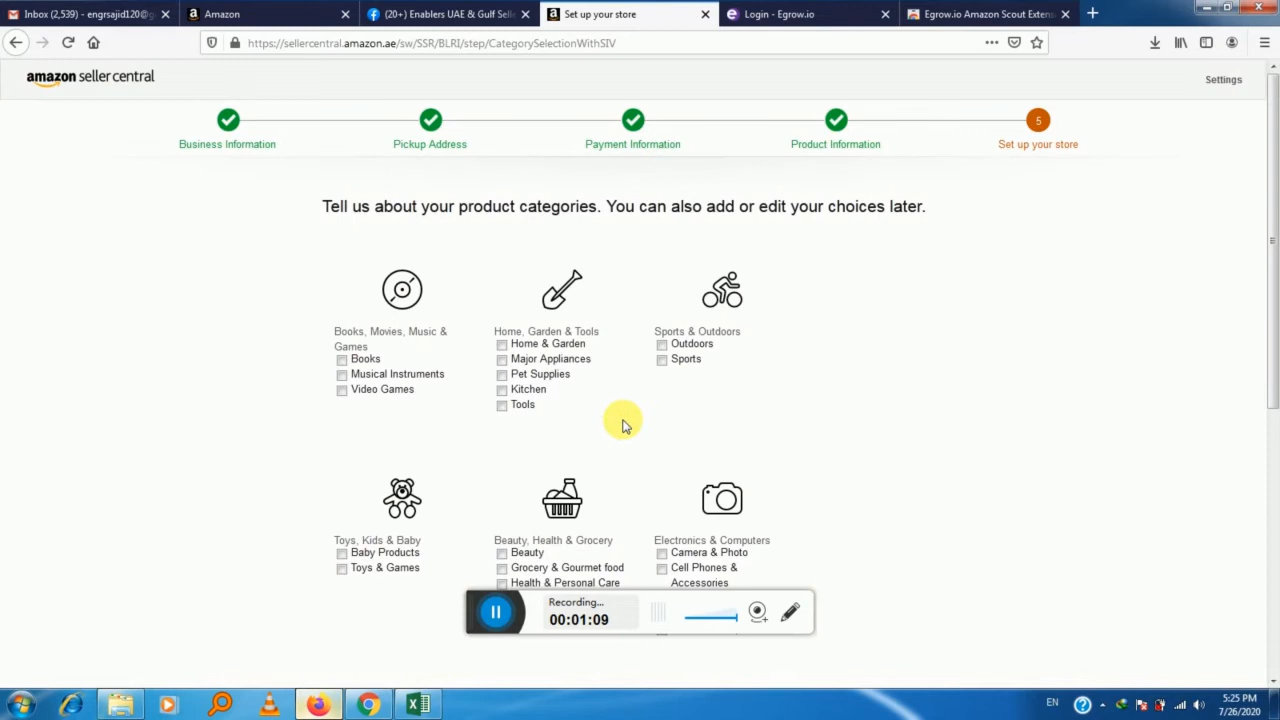 Inbox (2,539) - engrsajid120@g
Amazon
(20+) Enablers UAE & Gulf Sell
Set up your store
Login - Egrow.io
Egrow.io Amazon Scout Extens
https://sellercentral.amazon.ae/sw/SSR/BLRI/step/CategorySelectionWithSIV
amazon seller central
Settings
5
Business Information
Pickup Address
Payment Information
Product Information
Set up your store
Tell us about your product categories. You can also add or edit your choices later.
Books, Movies, Music &
Games
Books
Musical Instruments
Video Games
Home, Garden & Tools
Home & Garden
Major Appliances
Pet Supplies
Kitchen
Tools
Sports & Outdoors
Outdoors
Sports
Toys, Kids & Baby
Baby Products
Toys & Games
Beauty, Health & Grocery
Beauty
Grocery & Gourmet food
Health & Personal Care
Electronics & Computers
Camera & Photo
Cell Phones &
Accessories
Recording...
00:01:09
EN
5:25 PM
7/26/2020